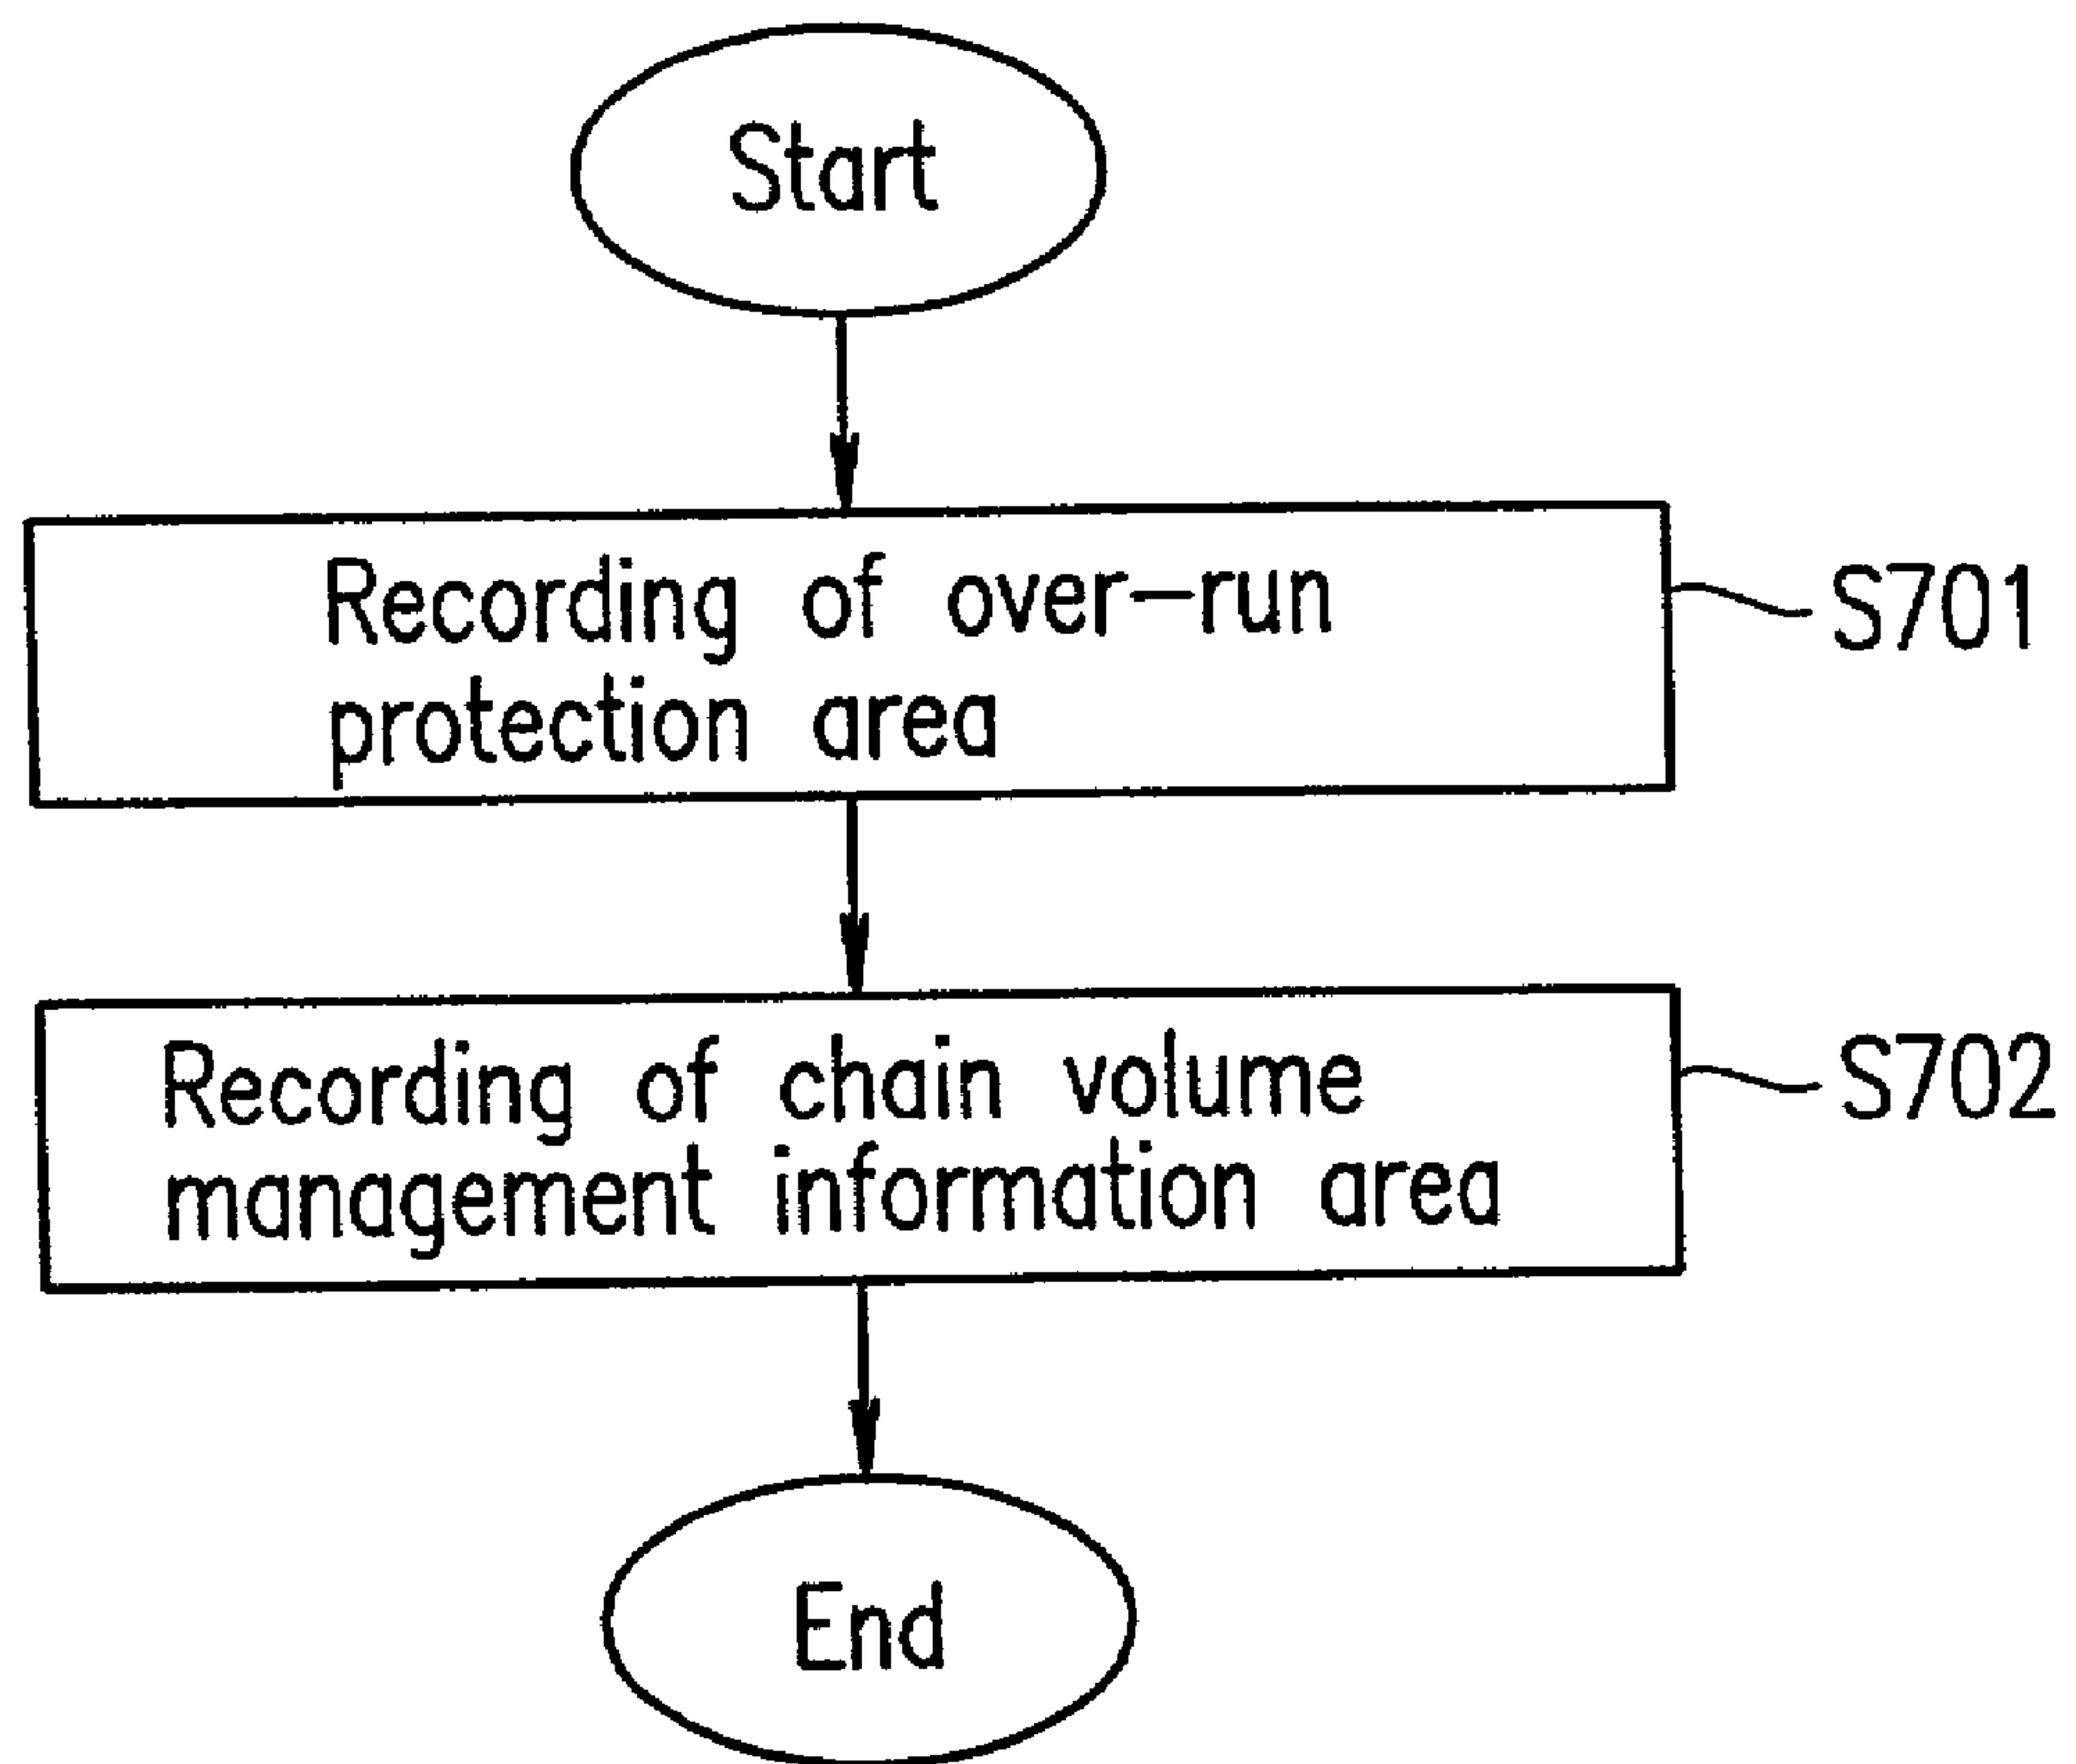 Start
Recording of over-run
protection area
S701
Recording of chain volume
management information area
S702
End